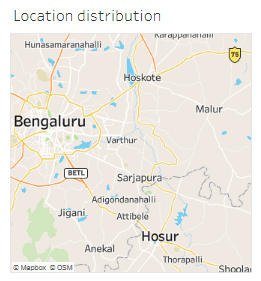 Location distribution
Karappanahalli
Hunasamaranahalli
75
Hoskote
Malur
Bengaluru
Varthur
BETL
Sarjapura
Adigondanahalli
Jigani
Attibele
Hosur
Anekal
Thorapalli
© Mapbox © OSM
Shoola